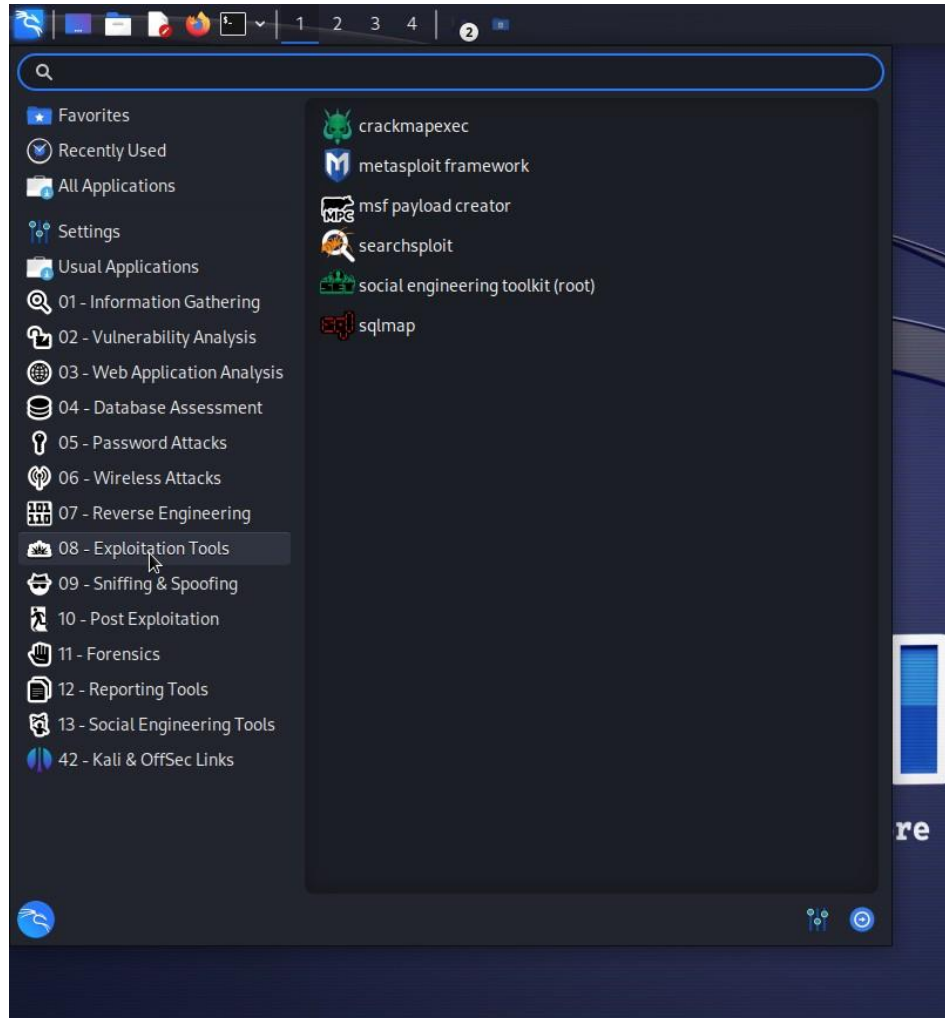 1 2 3 4 2
Favorites
Recently Used
All Applications
Settings
Usual Applications
01 - Information Gathering
02 - Vulnerability Analysis
03 - Web Application Analysis
04 - Database Assessment
05 - Password Attacks
06 - Wireless Attacks
07 - Reverse Engineering
08 - Exploitation Tools
09 - Sniffing & Spoofing
10 - Post Exploitation
11 - Forensics
12 - Reporting Tools
13 - Social Engineering Tools
42 - Kali & OffSec Links
crackmapexec
metasploit framework
MPC
msf payload creator
searchsploit
SET
social engineering toolkit (root)
sql
sqlmap
re